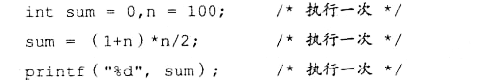 int sum = 0,n = 100; /* 执行一次 */
sum = (1+n)*n/2; /* 执行一次 */
printf("%d", sum); /* 执行一次 */